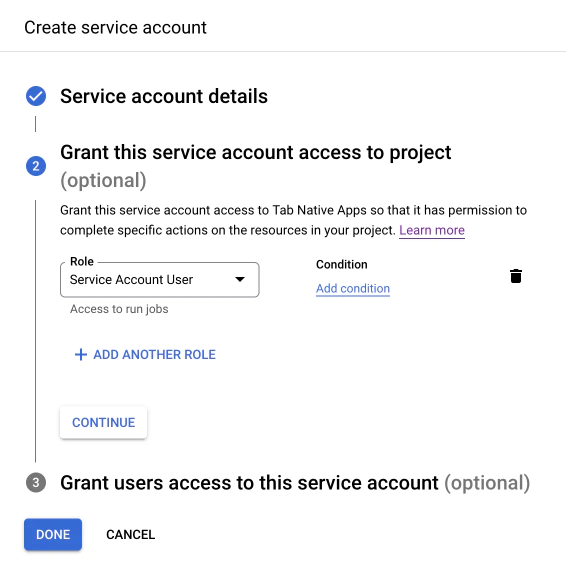 Create service account
Service account details
2
Grant this service account access to project
(optional)
Grant this service account access to Tab Native Apps so that it has permission to
complete specific actions on the resources in your project. Learn more
Role
Service Account User
Access to run jobs
Condition
Add condition
ADD ANOTHER ROLE
CONTINUE
3
Grant users access to this service account (optional)
DONE
CANCEL